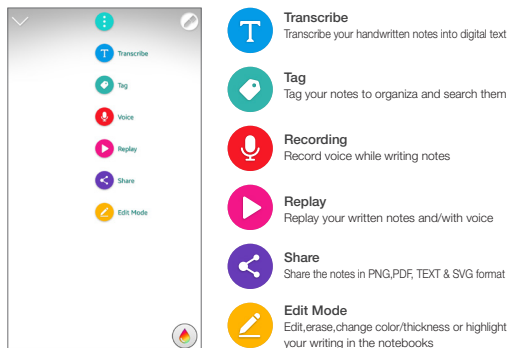 T Transcribe
Tag
Voice
Replay
Share
Edit Mode
T
Transcribe
Transcribe your handwritten notes into digital text
Tag
Tag your notes to organiza and search them
Recording
Record voice while writing notes
Replay
Replay your written notes and/with voice
Share
Share the notes in PNG,PDF, TEXT & SVG format
Edit Mode
Edit,erase,change color/thickness or highlight
your writing in the notebooks